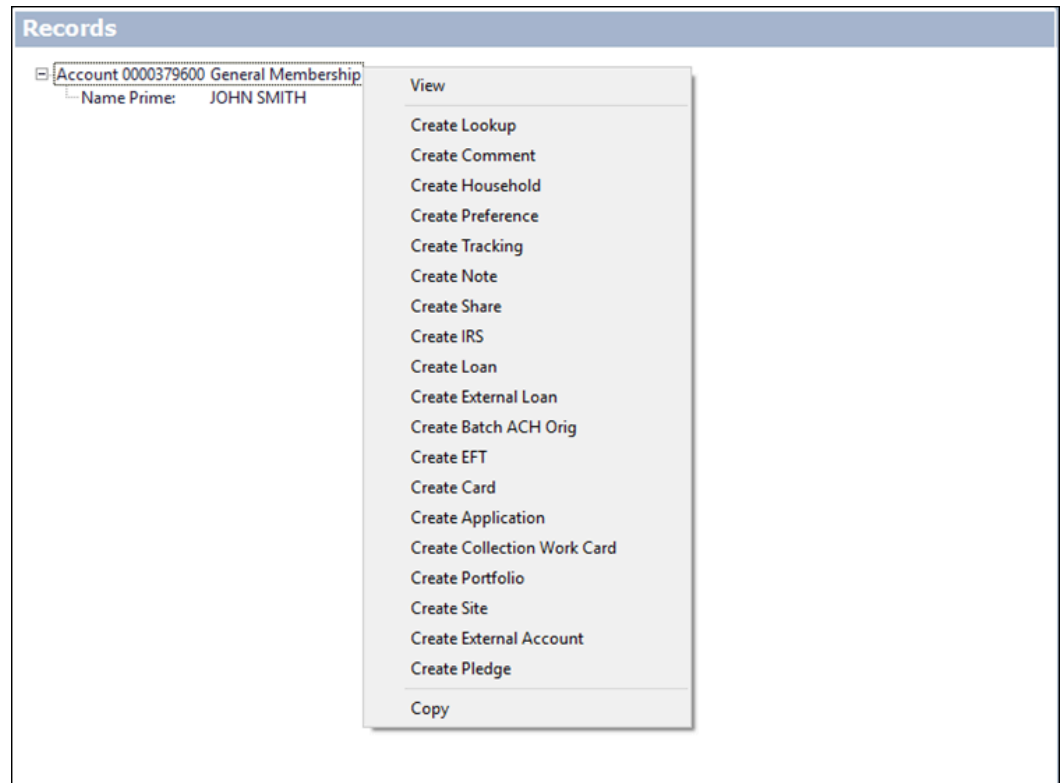 Records
Account 0000379600 General Membership
Name Prime: JOHN SMITH
View
Create Lookup
Create Comment
Create Household
Create Preference
Create Tracking
Create Note
Create Share
Create IRS
Create Loan
Create External Loan
Create Batch ACH Orig
Create EFT
Create Card
Create Application
Create Collection Work Card
Create Portfolio
Create Site
Create External Account
Create Pledge
Copy